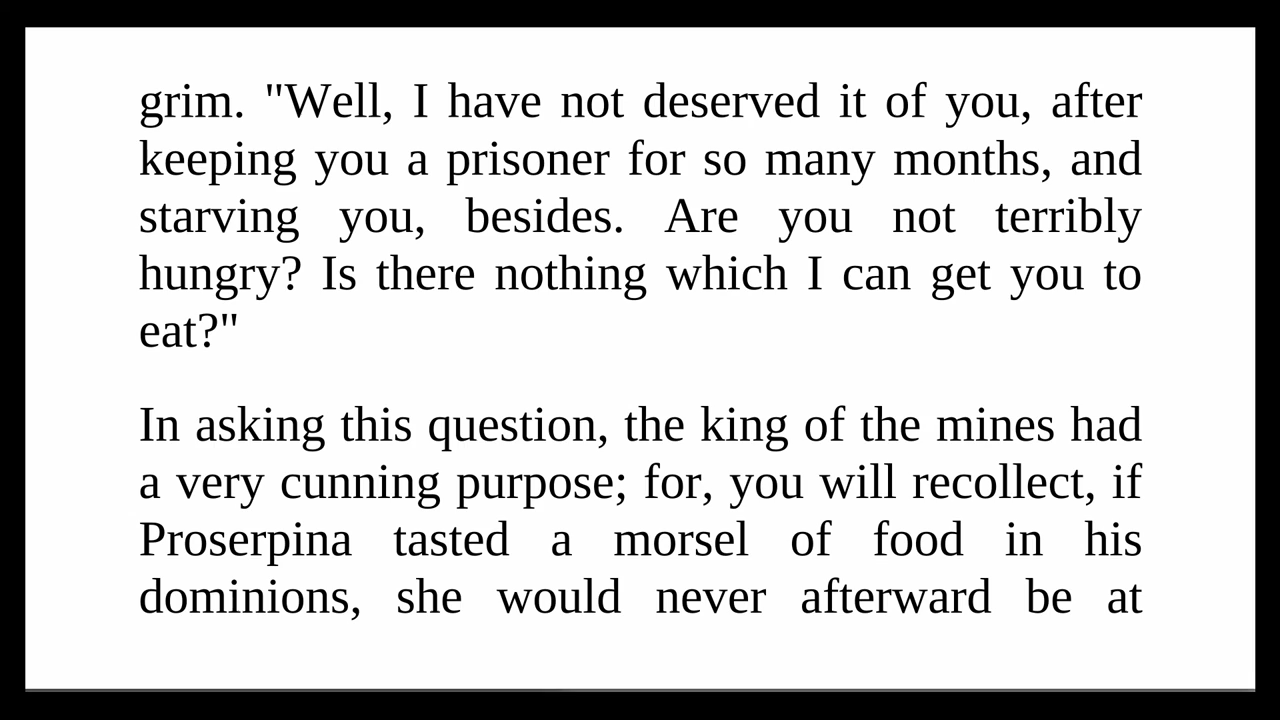 grim. "Well, I have not deserved it of you, after
keeping you a prisoner for so many months, and
starving you, besides. Are you not terribly
hungry? Is there nothing which I can get you to
eat?"
In asking this question, the king of the mines had
a very cunning purpose; for, you will recollect, if
Proserpina tasted a morsel of food in his
dominions, she would never afterward be at